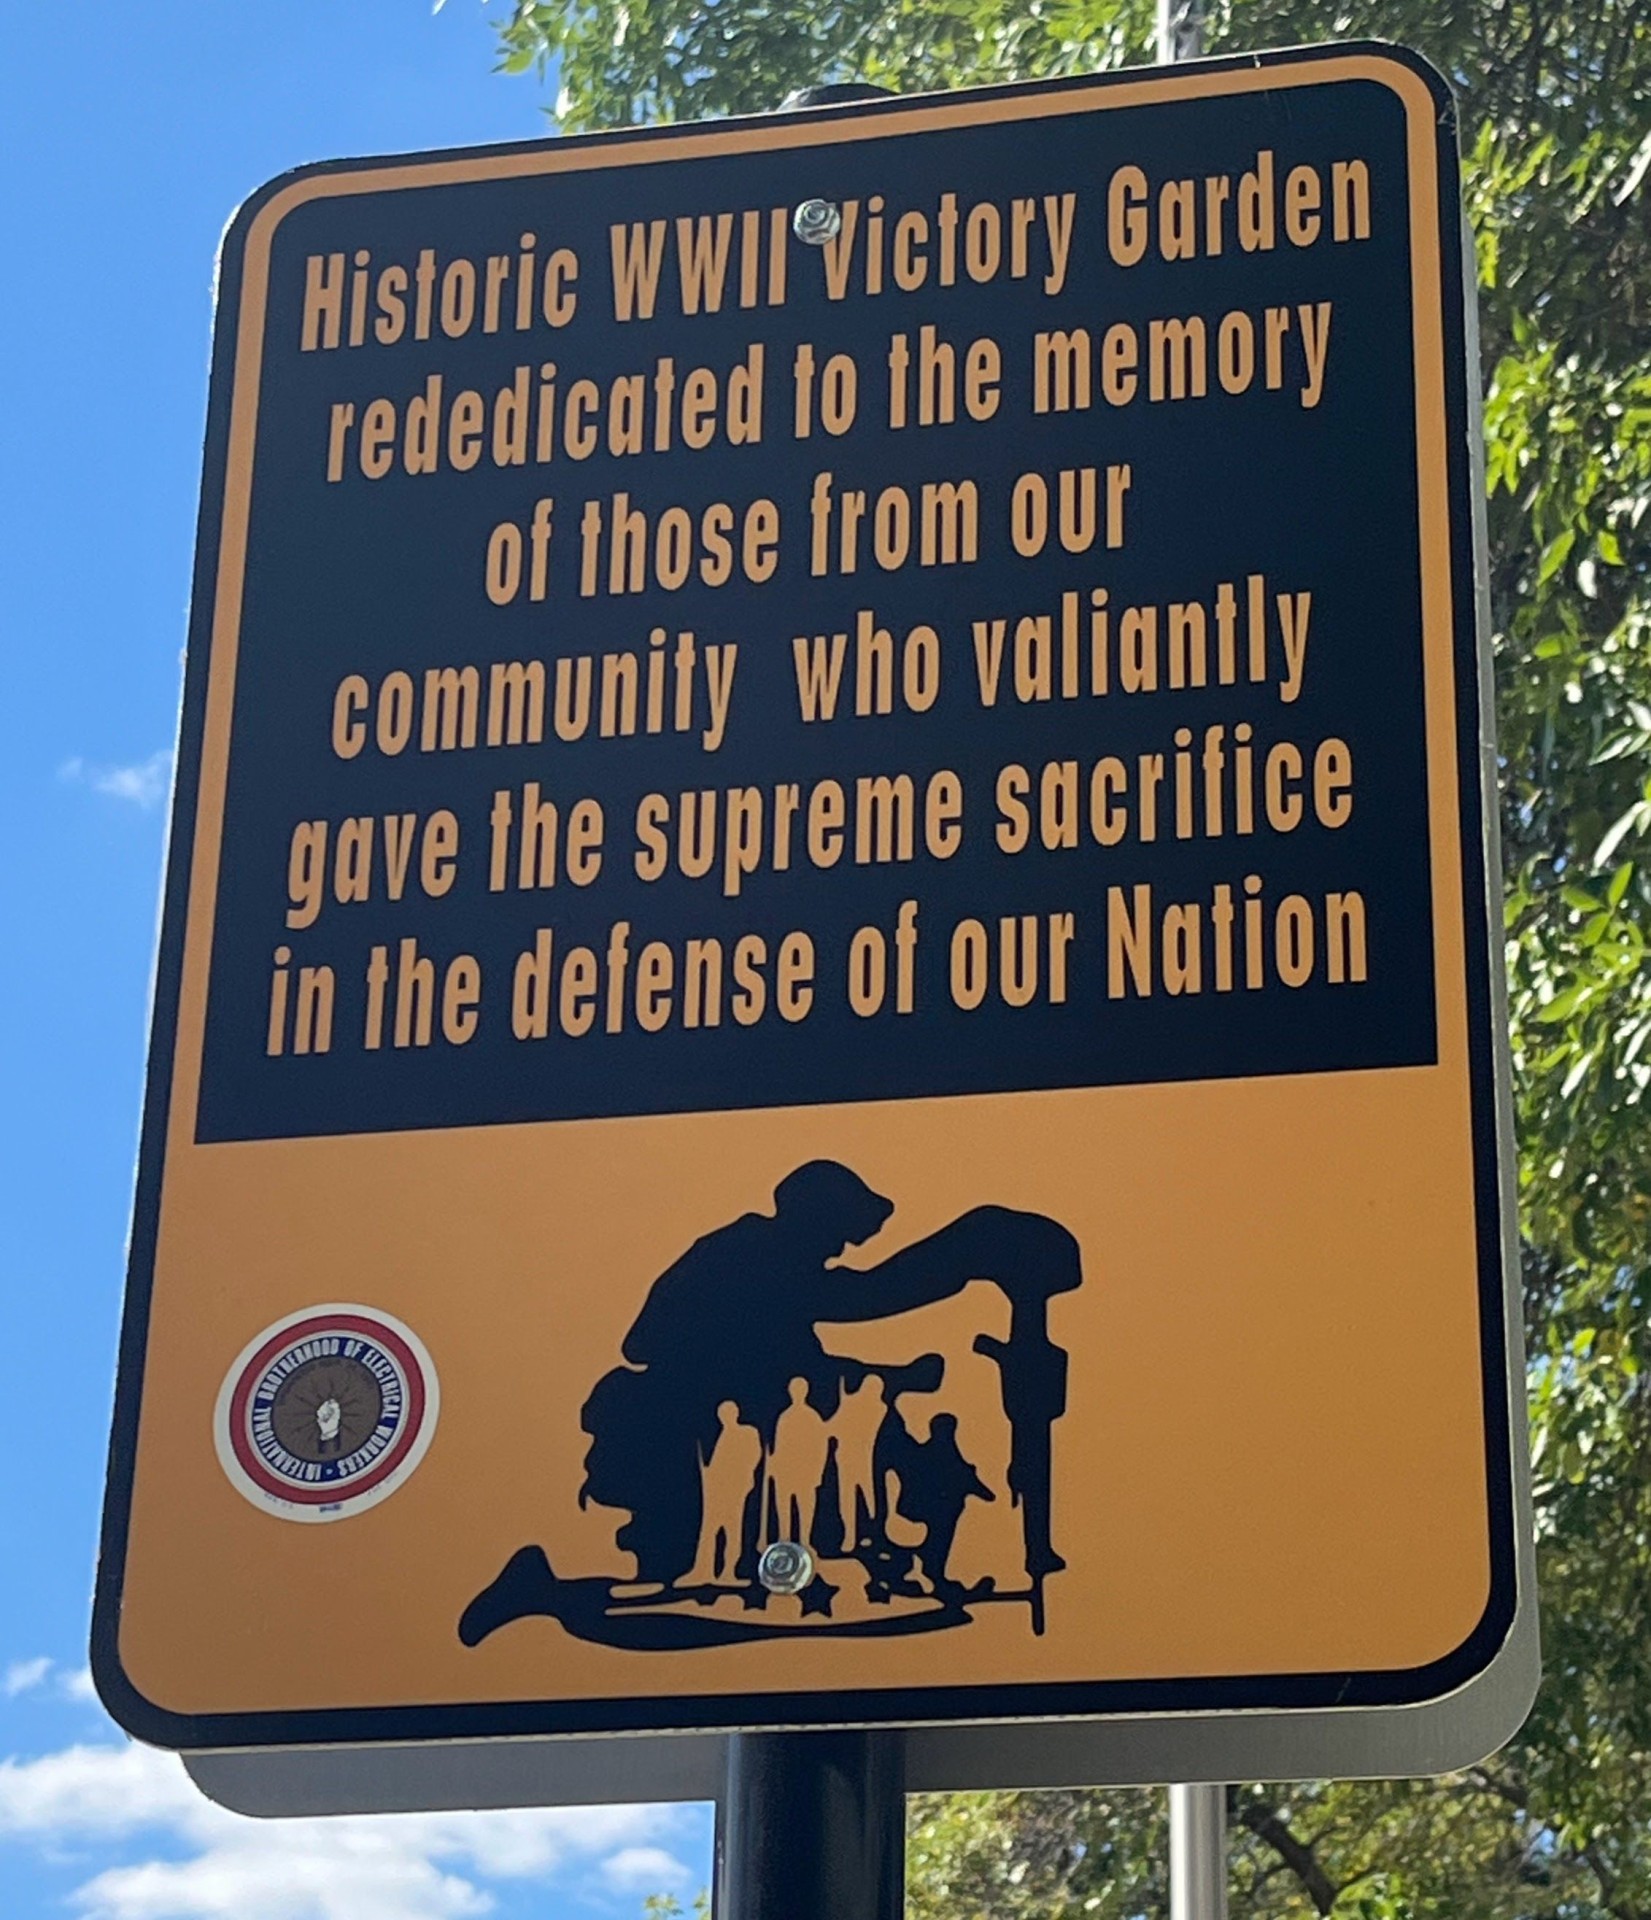 Historic WWII Victory Garden
rededicated to the memory
of those from our
community who valiantly
gave the supreme sacrifice
in the defense of our Nation
INTERNATIONAL BROTHERHOOD OF ELECTRICAL WORKERS